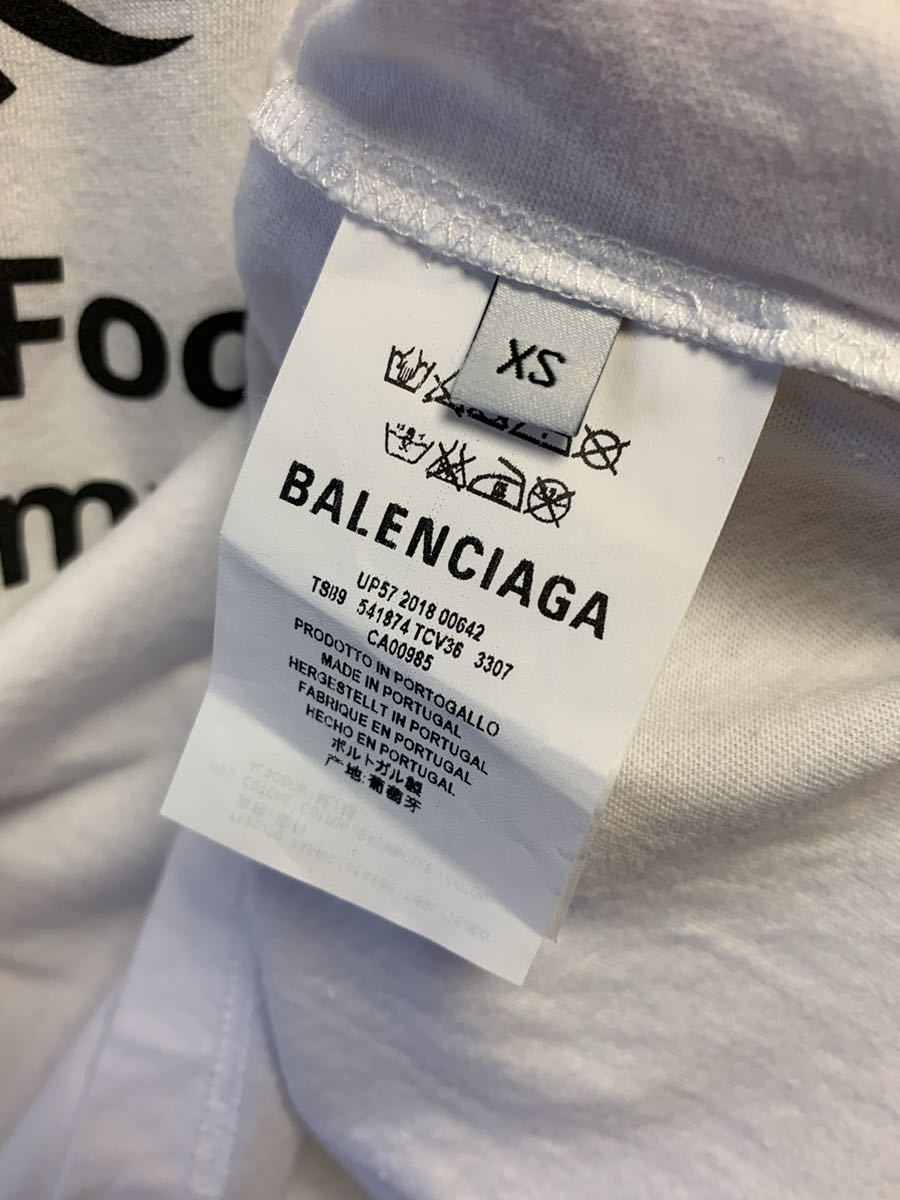 Foo
m
XS
BALENCIAGA
UP57 2018 00642
TSB9 541874 TCV36 3307
CA00985
PRODOTTO IN PORTOGALLO
MADE IN PORTUGAL
HERGESTELLT IN PORTUGAL
FABRIQUE EN PORTUGAL
HECHO EN PORTUGAL
ポルトガル製
产地:葡萄牙